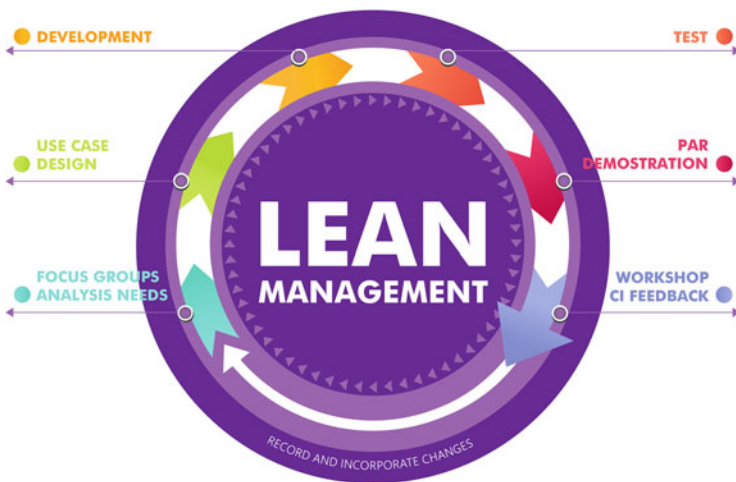 DEVELOPMENT
TEST
USE CASE
DESIGN
PAR
DEMOSTRATION
LEAN
MANAGEMENT
FOCUS GROUPS
ANALYSIS NEEDS
WORKSHOP
CI FEEDBACK
RECORD AND INCORPORATE CHANGES